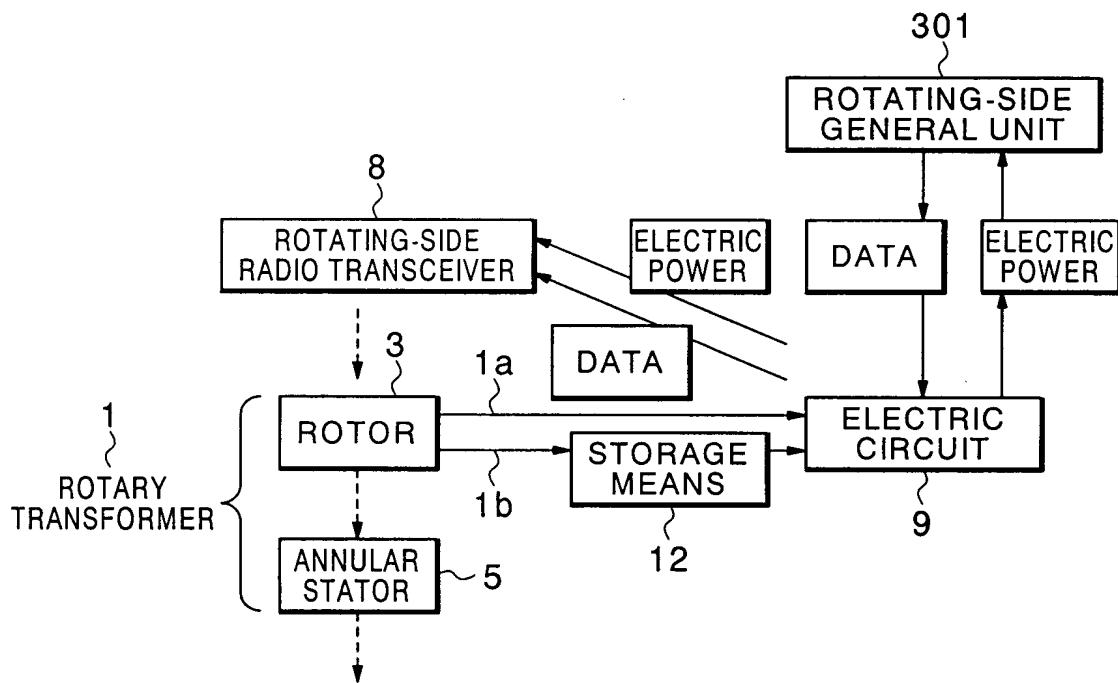 301
ROTATING-SIDE
GENERAL UNIT
8
ROTATING-SIDE
RADIO TRANSCEIVER
ELECTRIC
POWER
DATA
ELECTRIC
POWER
DATA
3
1a
1
ROTOR
ELECTRIC
CIRCUIT
ROTARY
TRANSFORMER
1b
STORAGE
MEANS
9
12
ANNULAR
STATOR
5